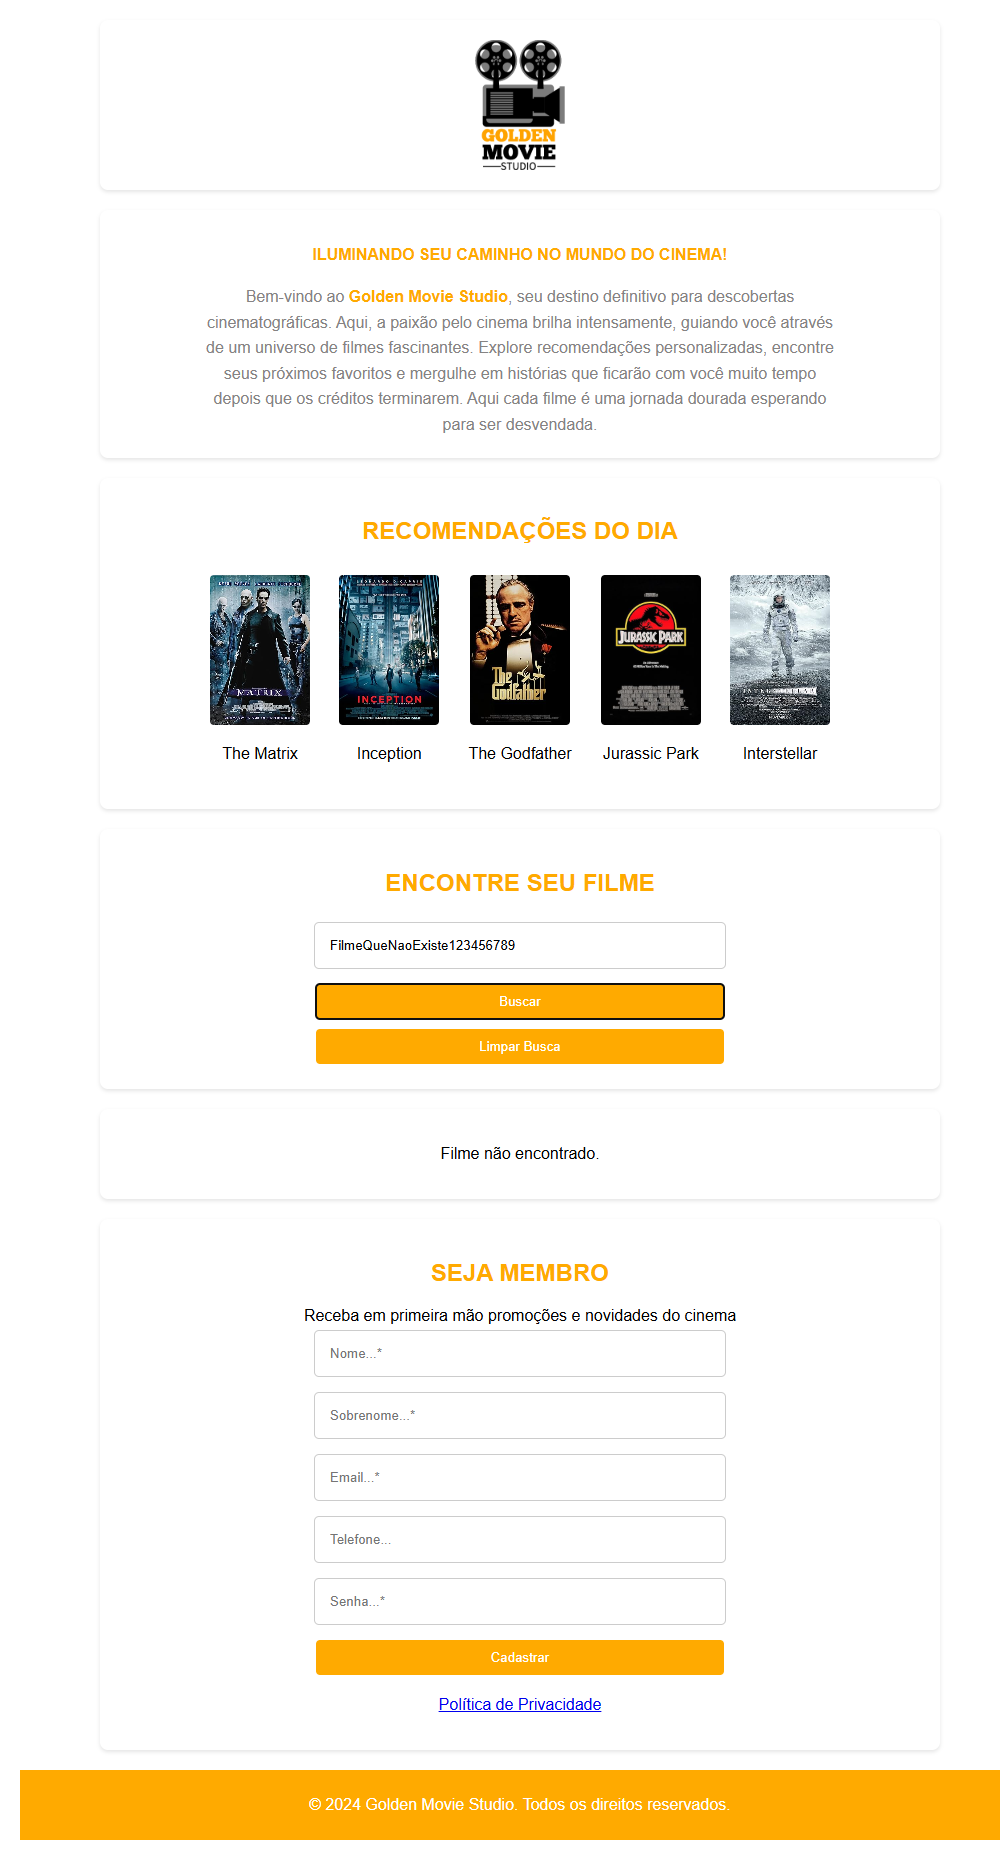 GOLDEN
MOVIE
STUDIO
ILUMINANDO SEU CAMINHO NO MUNDO DO CINEMA!
Bem-vindo ao Golden Movie Studio, seu destino definitivo para descobertas
cinematográficas. Aqui, a paixão pelo cinema brilha intensamente, guiando você através
de um universo de filmes fascinantes. Explore recomendações personalizadas, encontre
seus próximos favoritos e mergulhe em histórias que ficarão com você muito tempo
depois que os créditos terminarem. Aqui cada filme é uma jornada dourada esperando
para ser desvendada.
RECOMENDAÇÕES DO DIA
MATRIX
INCEPTION
The
Godfather
JURASSIC PARK
INTERSTELLAR
The Matrix
Inception
The Godfather
Jurassic Park
Interstellar
ENCONTRE SEU FILME
FilmeQueNaoExiste123456789
Buscar
Limpar Busca
Filme não encontrado.
SEJA MEMBRO
Receba em primeira mão promoções e novidades do cinema
Nome...*
Sobrenome...*
Email...*
Telefone...
Senha...*
Cadastrar
Política de Privacidade
© 2024 Golden Movie Studio. Todos os direitos reservados.